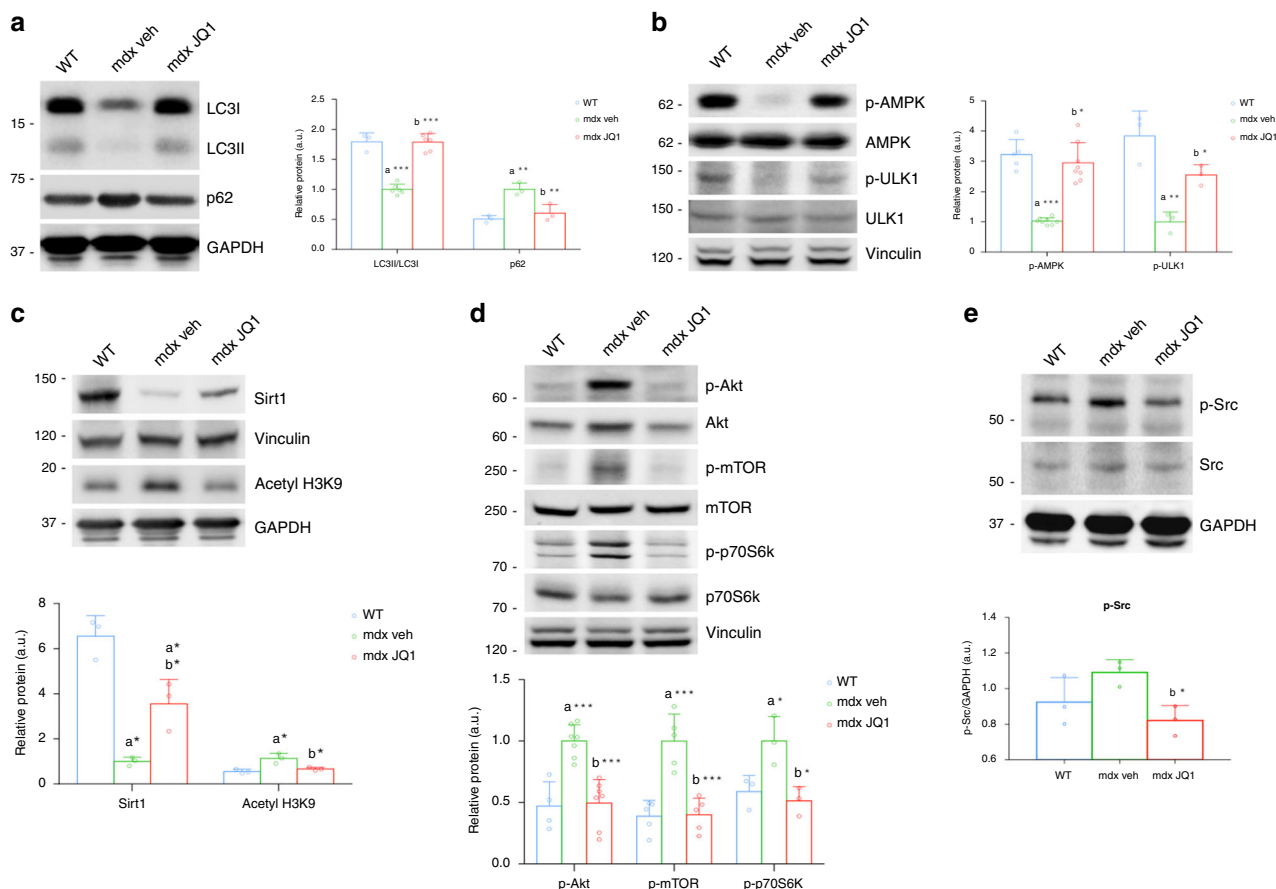 a
WT
mdx veh
mdx JQ1
15 -
75 -
37 -
LC3I
LC3II
p62
GAPDH
Relative protein (a.u.)
2.5
2.0
1.5
1.0
0.5
0.0
a ***
b ***
a **
b **
LC3II/LC3I
p62
WT
mdx veh
mdx JQ1
b
WT
mdx veh
mdx JQ1
62 -
62 -
150 -
150 -
120 -
p-AMPK
AMPK
p-ULK1
ULK1
Vinculin
Relative protein (a.u.)
5
4
3
2
1
0
a ***
b *
a **
b *
p-AMPK
p-ULK1
WT
mdx veh
mdx JQ1
c
WT
mdx veh
mdx JQ1
150 -
120 -
20 -
37 -
Sirt1
Vinculin
Acetyl H3K9
GAPDH
Relative protein (a.u.)
8
6
4
2
0
a*
a*
b*
a*
b*
Sirt1
Acetyl H3K9
WT
mdx veh
mdx JQ1
d
WT
mdx veh
mdx JQ1
60 -
60 -
250 -
250 -
70 -
70 -
120 -
p-Akt
Akt
p-mTOR
mTOR
p-p70S6k
p70S6k
Vinculin
Relative protein (a.u.)
1.5
1.0
0.5
0.0
a***
b***
a***
b***
a*
b*
p-Akt
p-mTOR
p-p70S6K
WT
mdx veh
mdx JQ1
e
WT
mdx veh
mdx JQ1
50 -
50 -
37 -
p-Src
Src
GAPDH
p-Src
p-Src/GAPDH (a.u.)
1.4
1.2
1.0
0.8
0.6
b *
WT
mdx veh
mdx JQ1